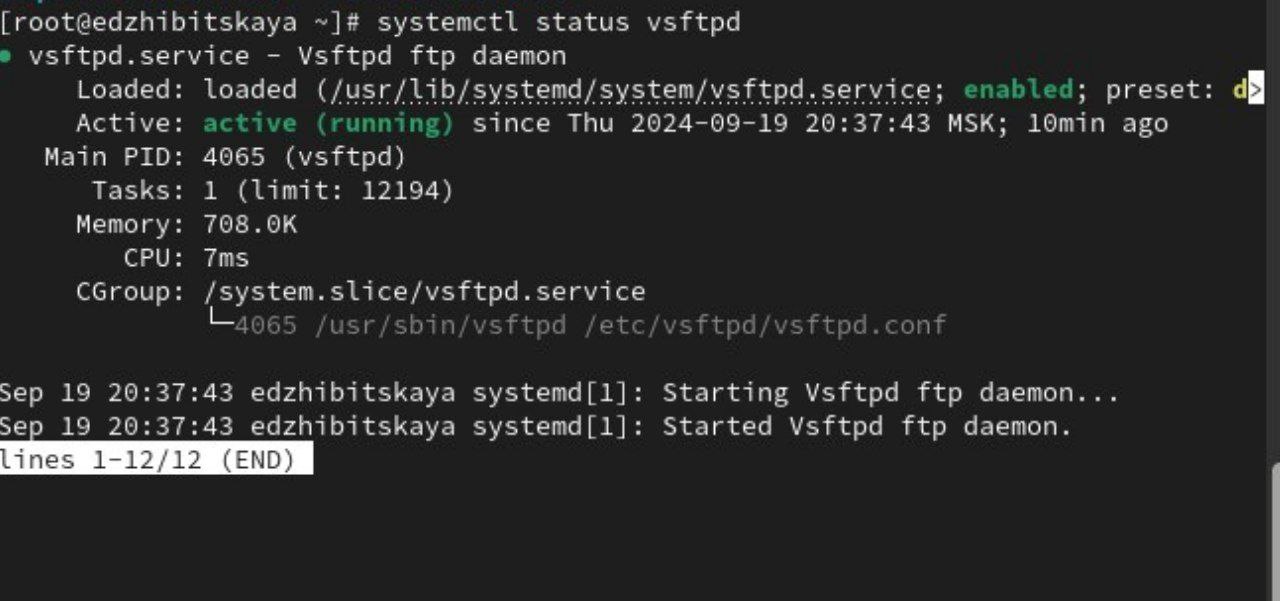 [root@edzhibitskaya ~]# systemctl status vsftpd
● vsftpd.service - Vsftpd ftp daemon
     Loaded: loaded (/usr/lib/systemd/system/vsftpd.service; enabled; preset: d>
     Active: active (running) since Thu 2024-09-19 20:37:43 MSK; 10min ago
   Main PID: 4065 (vsftpd)
      Tasks: 1 (limit: 12194)
     Memory: 708.0K
        CPU: 7ms
     CGroup: /system.slice/vsftpd.service
             └─4065 /usr/sbin/vsftpd /etc/vsftpd/vsftpd.conf
Sep 19 20:37:43 edzhibitskaya systemd[1]: Starting Vsftpd ftp daemon...
Sep 19 20:37:43 edzhibitskaya systemd[1]: Started Vsftpd ftp daemon.
lines 1-12/12 (END)